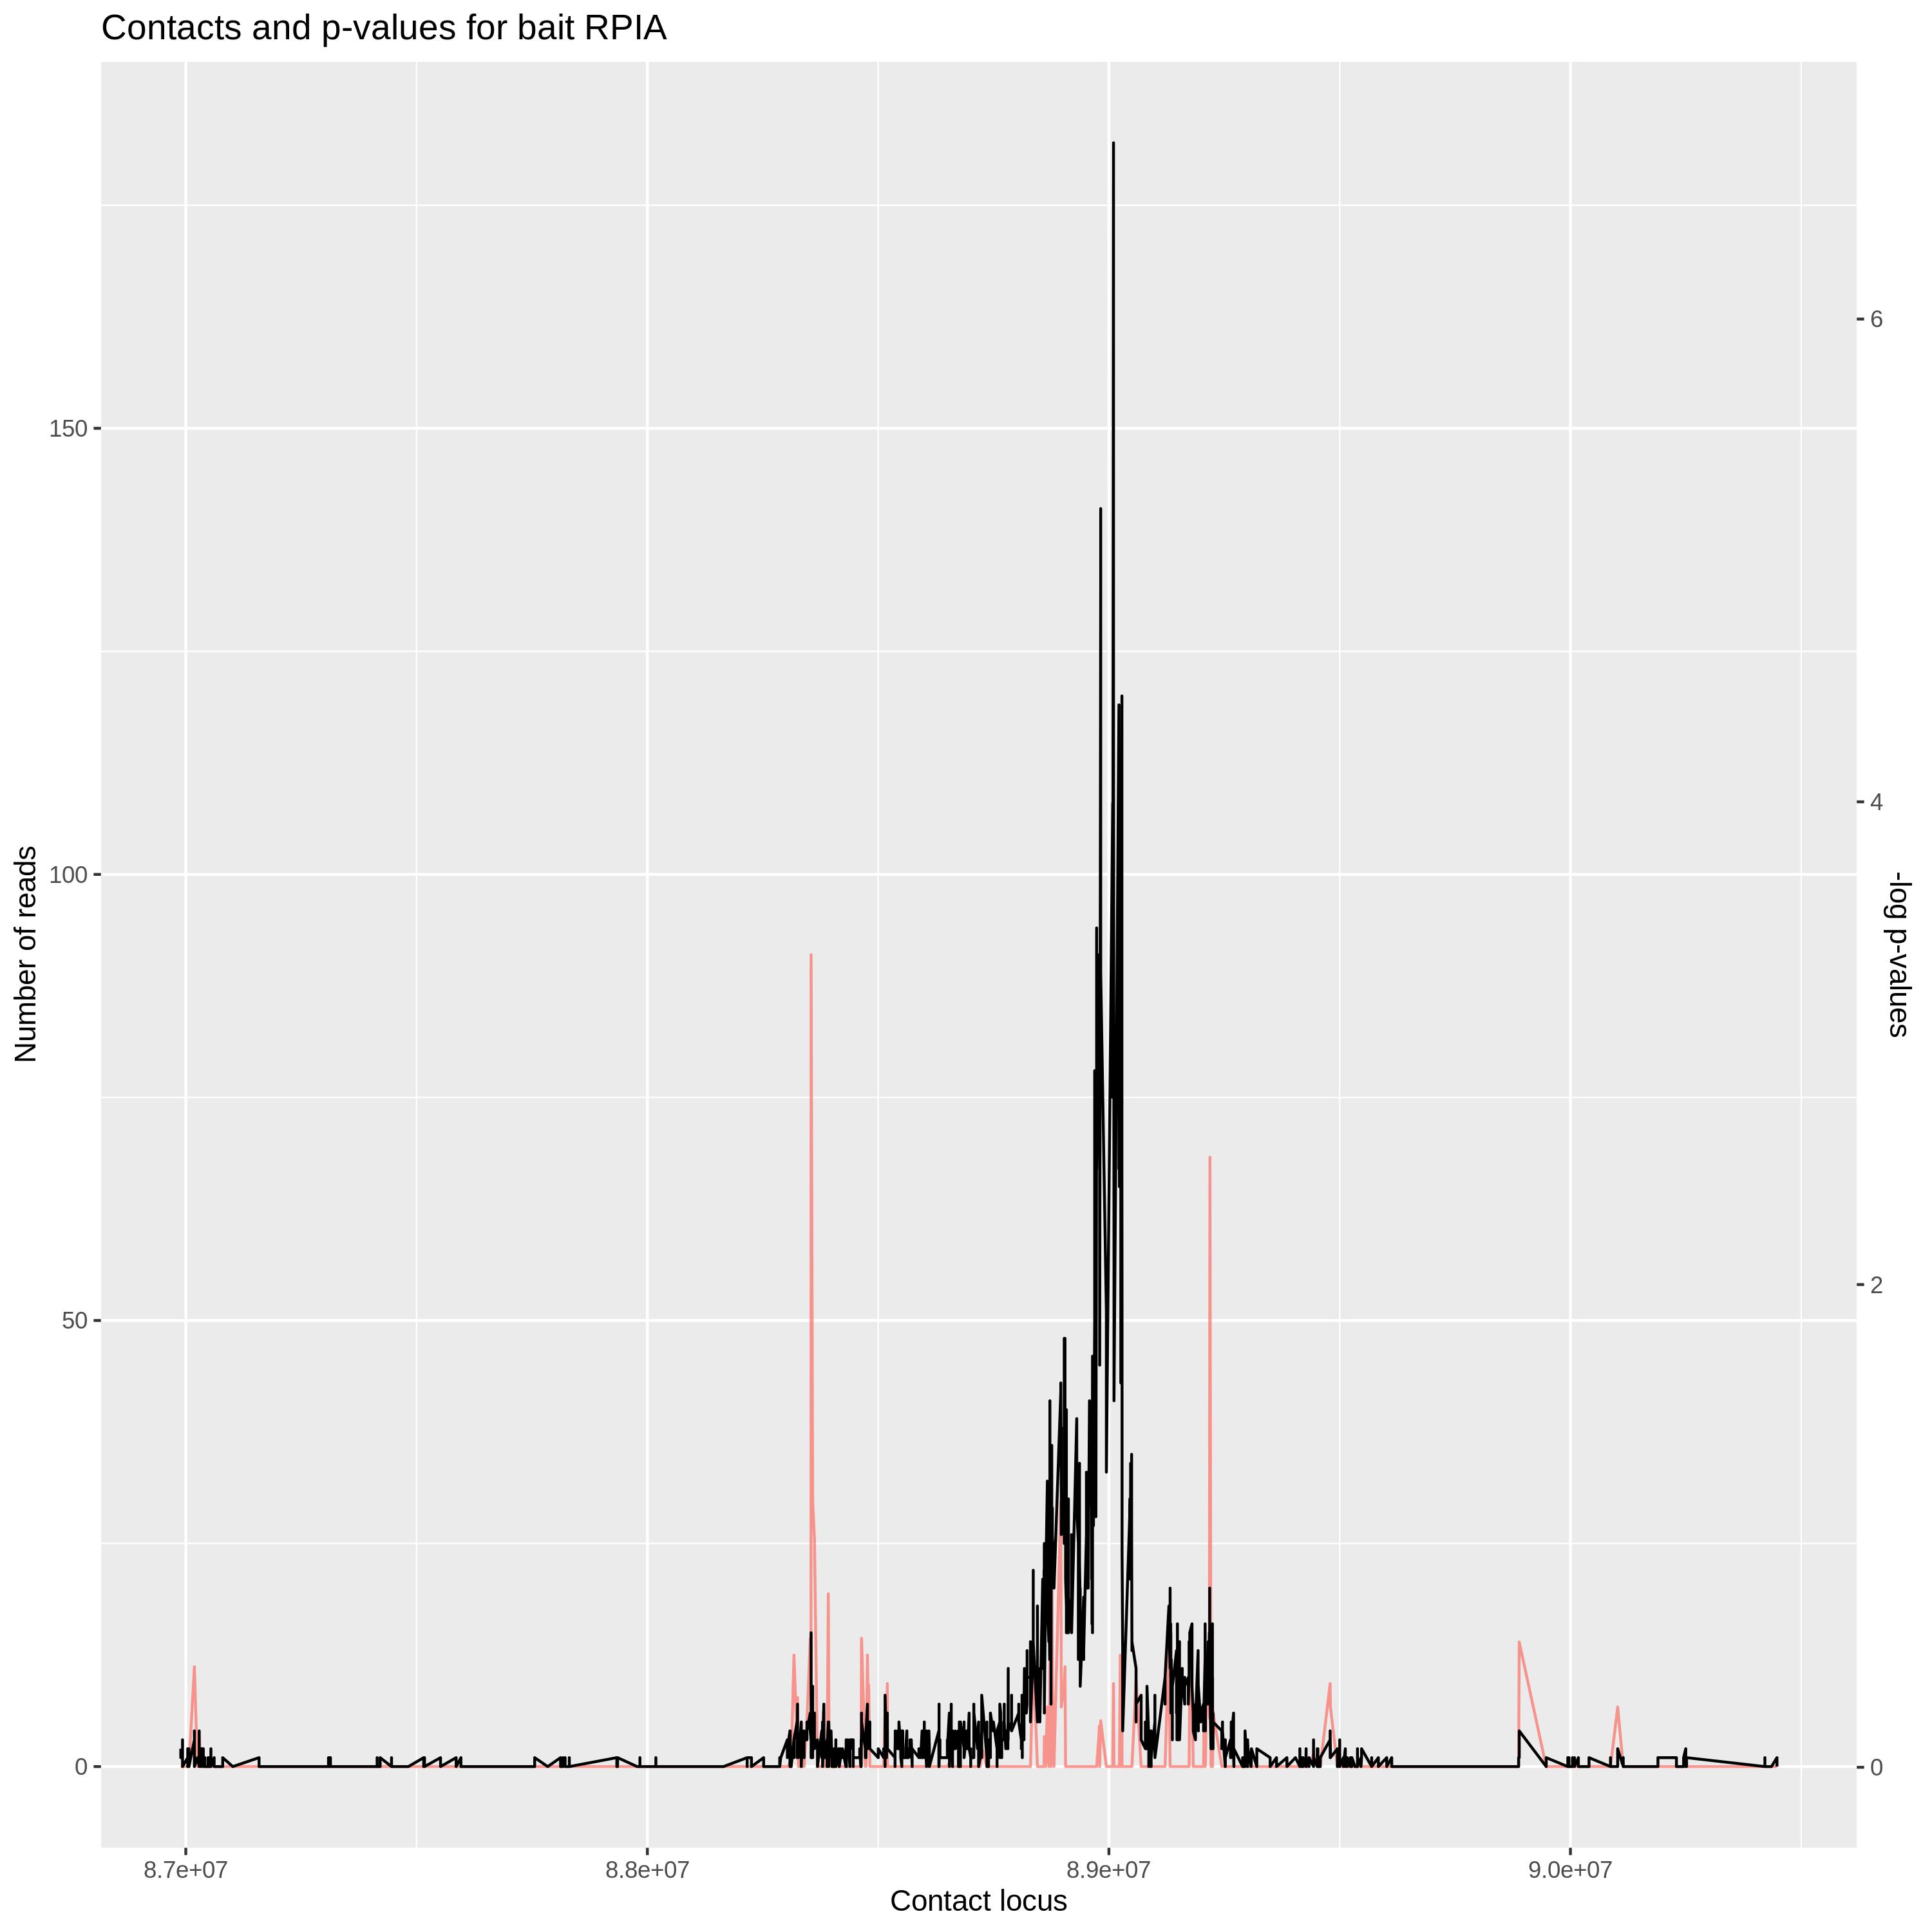 Contacts and p-values for bait RPIA
Number of reads
150
100
50
0
6
4
2
0
-log p-values
8.7e+07
8.8e+07
8.9e+07
9.0e+07
Contact locus